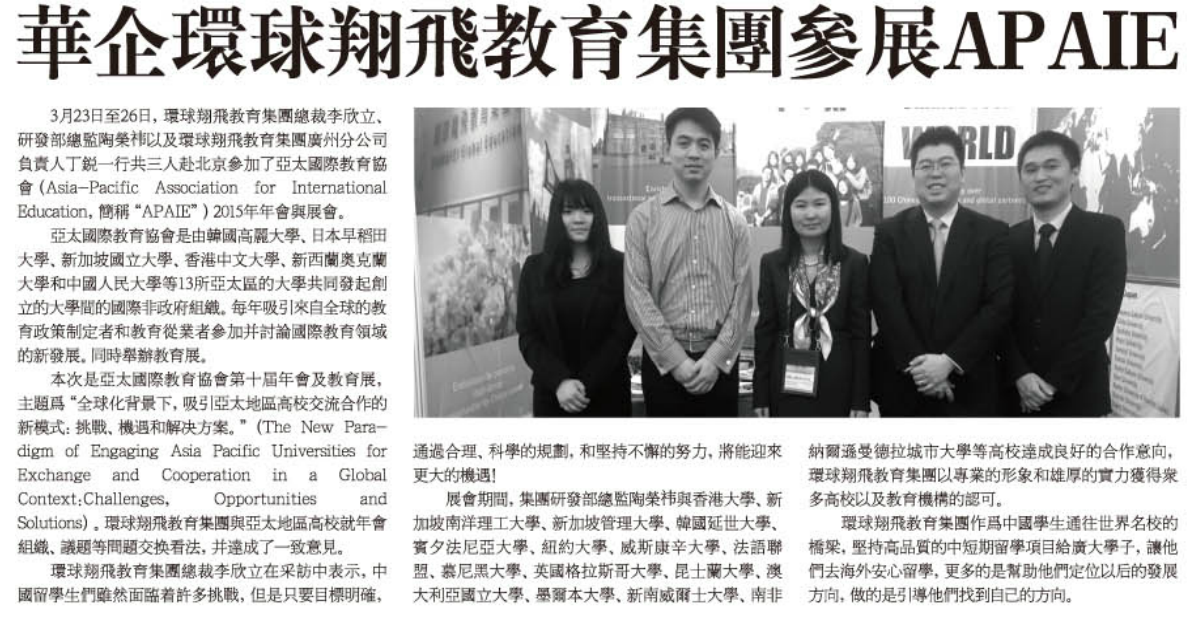 華企環球翔飛教育集團參展APAIE
3月23日至26日，環球翔飛教育集團總裁李欣立、
研發部總監陶榮祎以及環球翔飛教育集團廣州分公司
負責人丁銳一行共三人赴北京參加了亞太國際教育協
會（Asia-Pacific Association for International
Education，簡稱“APAIE”）2015年年會與展會。
亞太國際教育協會是由韓國高麗大學、日本早稻田
大學、新加坡國立大學、香港中文大學、新西蘭奧克蘭
大學和中國人民大學等13所亞太區的大學共同發起創
立的大學間的國際非政府組織。每年吸引來自全球的教
育政策制定者和教育從業者參加并討論國際教育領域
的新發展。同時舉辦教育展。
本次是亞太國際教育協會第十屆年會及教育展，
主題爲“全球化背景下，吸引亞太地區高校交流合作的
新模式：挑戰、機遇和解决方案。”（The New Para-
digm of Engaging Asia Pacific Universities for
Exchange and Cooperation in a Global
Context:Challenges, Opportunities and
Solutions）。環球翔飛教育集團與亞太地區高校就年會
組織、議題等問題交換看法，并達成了一致意見。
環球翔飛教育集團總裁李欣立在采訪中表示，中
國留學生們雖然面臨着許多挑戰，但是只要目標明確，
WORLD
通過合理、科學的規劃，和堅持不懈的努力，將能迎來
更大的機遇！
展會期間，集團研發部總監陶榮祎與香港大學、新
加坡南洋理工大學、新加坡管理大學、韓國延世大學、
賓夕法尼亞大學、紐約大學、威斯康辛大學、法語聯
盟、慕尼黑大學、英國格拉斯哥大學、昆士蘭大學、澳
大利亞國立大學、墨爾本大學、新南威爾士大學、南非
納爾遜曼德拉城市大學等高校達成良好的合作意向，
環球翔飛教育集團以專業的形象和雄厚的實力獲得衆
多高校以及教育機構的認可。
環球翔飛教育集團作爲中國學生通往世界名校的
橋梁，堅持高品質的中短期留學項目給廣大學子，讓他
們去海外安心留學，更多的是幫助他們定位以后的發展
方向，做的是引導他們找到自己的方向。